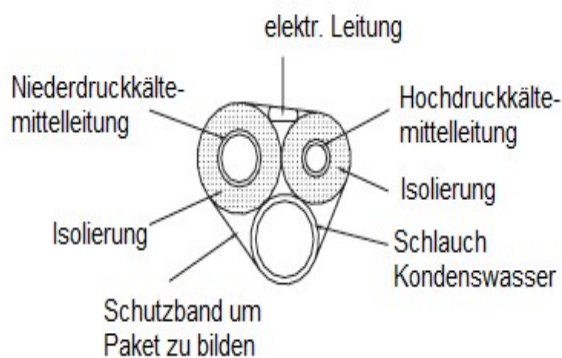 elektr. Leitung
Niederdruckkälte-
mittelleitung
Hochdruckkälte-
mittelleitung
Isolierung
Isolierung
Schlauch
Kondenswasser
Schutzband um
Paket zu bilden